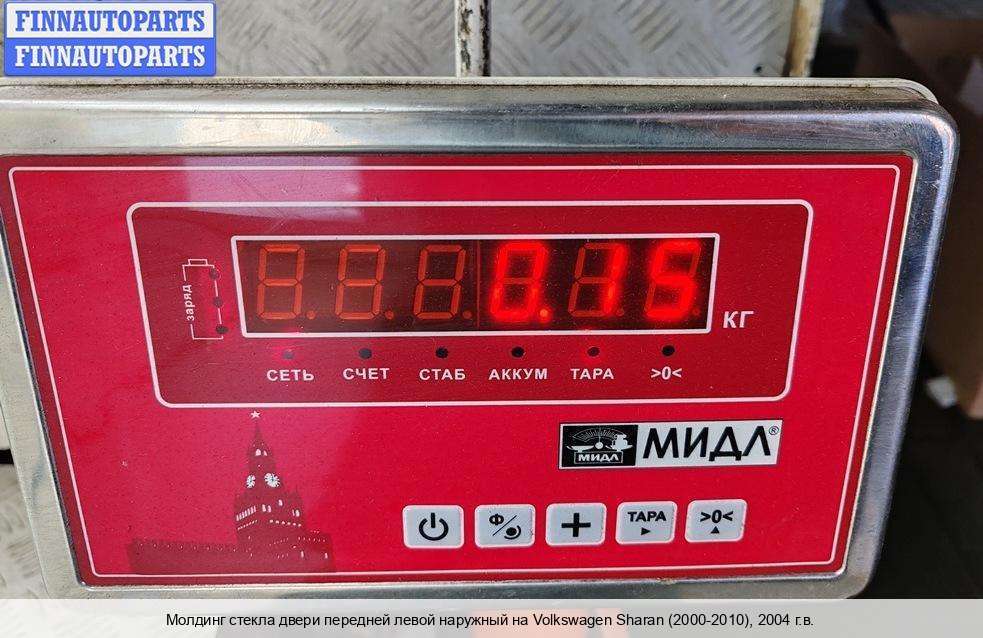 FINNAUTOPARTS
FINNAUTOPARTS
заряд
0.15
КГ
СЕТЬ СЧЕТ СТАБ АККУМ ТАРА >0<
МИДЛ МИДЛ®
Ф ТАРА >0<
Молдинг стекла двери передней левой наружный на Volkswagen Sharan (2000-2010), 2004 г.в.